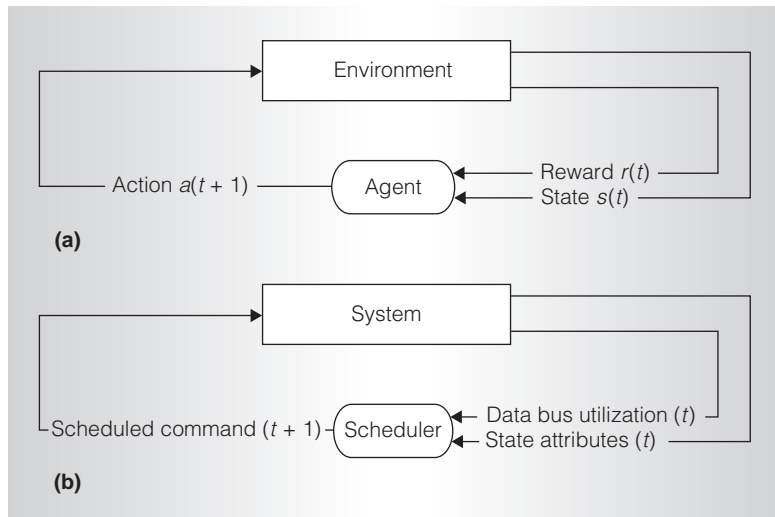 Environment
Reward r(t)
Action a(t + 1)
Agent
State s(t)
(a)
System
Data bus utilization (t)
Scheduled command (t + 1)
Scheduler
State attributes (t)
(b)